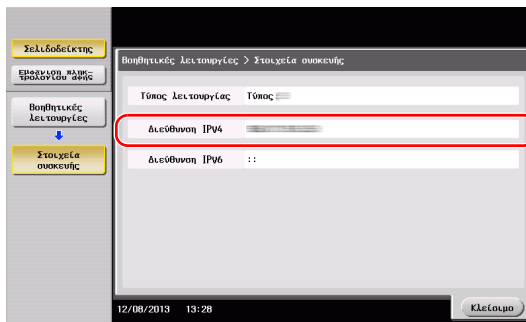 Σελιδοδείκτης
Εμφάνιση πληκ-
τρολογίου αφής
Βοηθητικές
λειτουργίες
Στοιχεία
συσκευής
Βοηθητικές λειτουργίες > Στοιχεία συσκευής
Τύπος λειτουργίας Τύπος
Διεύθυνση IPV4
Διεύθυνση IPV6 ::
12/08/2013 13:28
Κλείσιμο